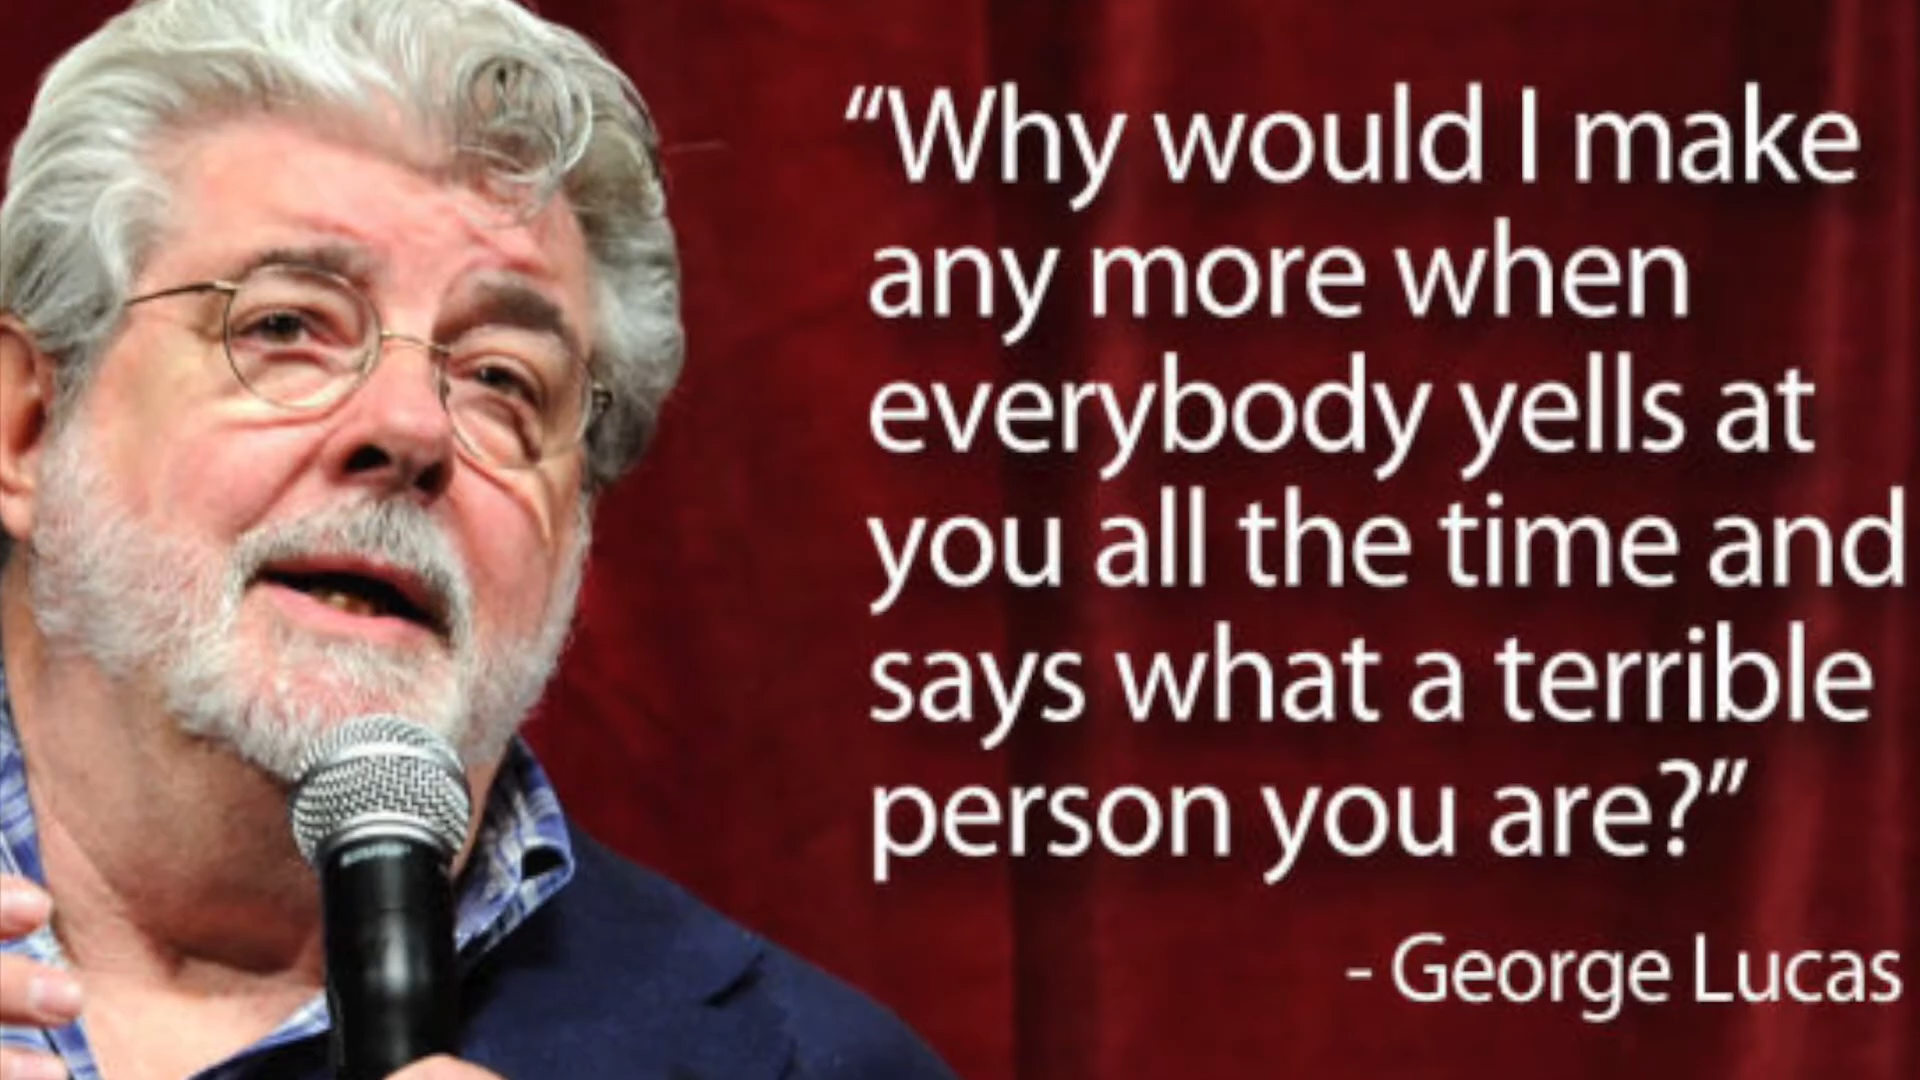 “Why would I make
any more when
everybody yells at
you all the time and
says what a terrible
person you are?”
- George Lucas